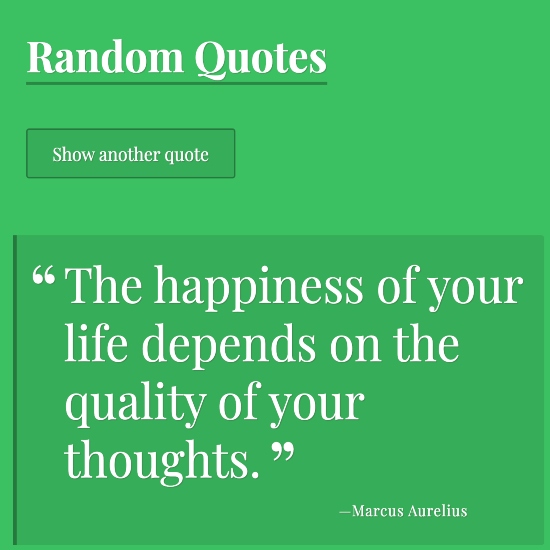 Random Quotes
Show another quote
“The happiness of your
life depends on the
quality of your
thoughts.”
—Marcus Aurelius